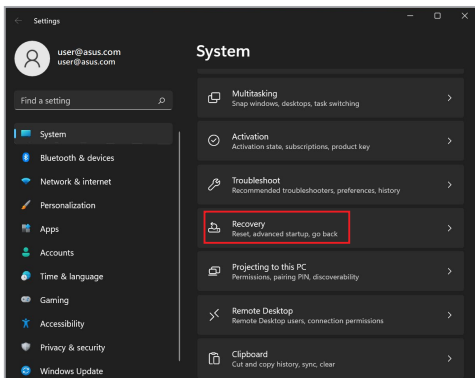 Settings
user@asus.com
user@asus.com
Find a setting
System
Bluetooth & devices
Network & internet
Personalization
Apps
Accounts
Time & language
Gaming
Accessibility
Privacy & security
Windows Update
System
Multitasking
Snap windows, desktops, task switching
Activation
Activation state, subscriptions, product key
Troubleshoot
Recommended troubleshooters, preferences, history
Recovery
Reset, advanced startup, go back
Projecting to this PC
Permissions, pairing PIN, discoverability
Remote Desktop
Remote Desktop users, connection permissions
Clipboard
Cut and copy history, sync, clear